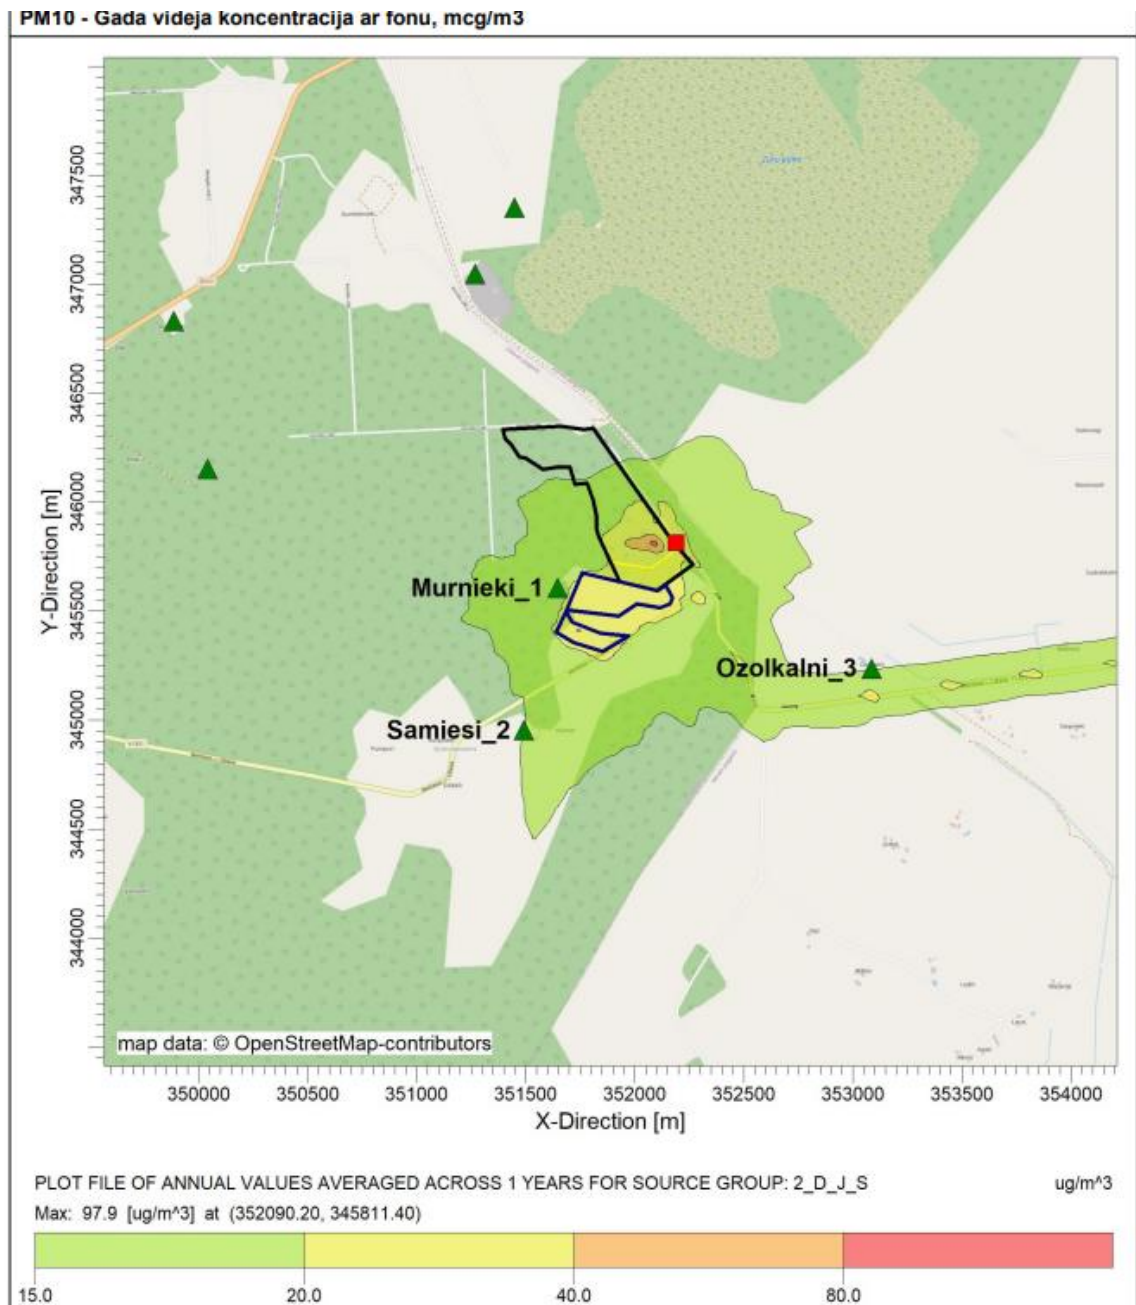 PM10 - Gada videja koncentracija ar fonu, mcg/m3
347500
347000
346500
346000
345500
345000
344500
344000
Y-Direction [m]
Murnieki_1
Ozolkalni_3
Samiesi_2
map data: © OpenStreetMap-contributors
350000 350500 351000 351500 352000 352500 353000 353500 354000
X-Direction [m]
PLOT FILE OF ANNUAL VALUES AVERAGED ACROSS 1 YEARS FOR SOURCE GROUP: 2_D_J_S ug/m^3
Max: 97.9 [ug/m^3] at (352090.20, 345811.40)
15.0 20.0 40.0 80.0